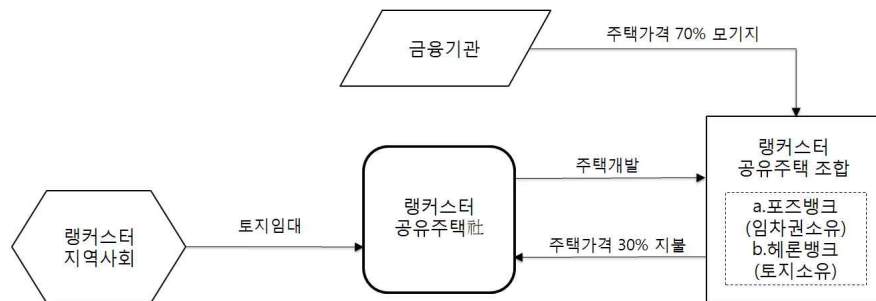 금융기관
주택가격 70% 모기지
랭커스터
공유주택 조합
a.포즈뱅크
(임차권소유)
b.헤론뱅크
(토지소유)
주택개발
랭커스터
공유주택社
주택가격 30% 지불
토지임대
랭커스터
지역사회